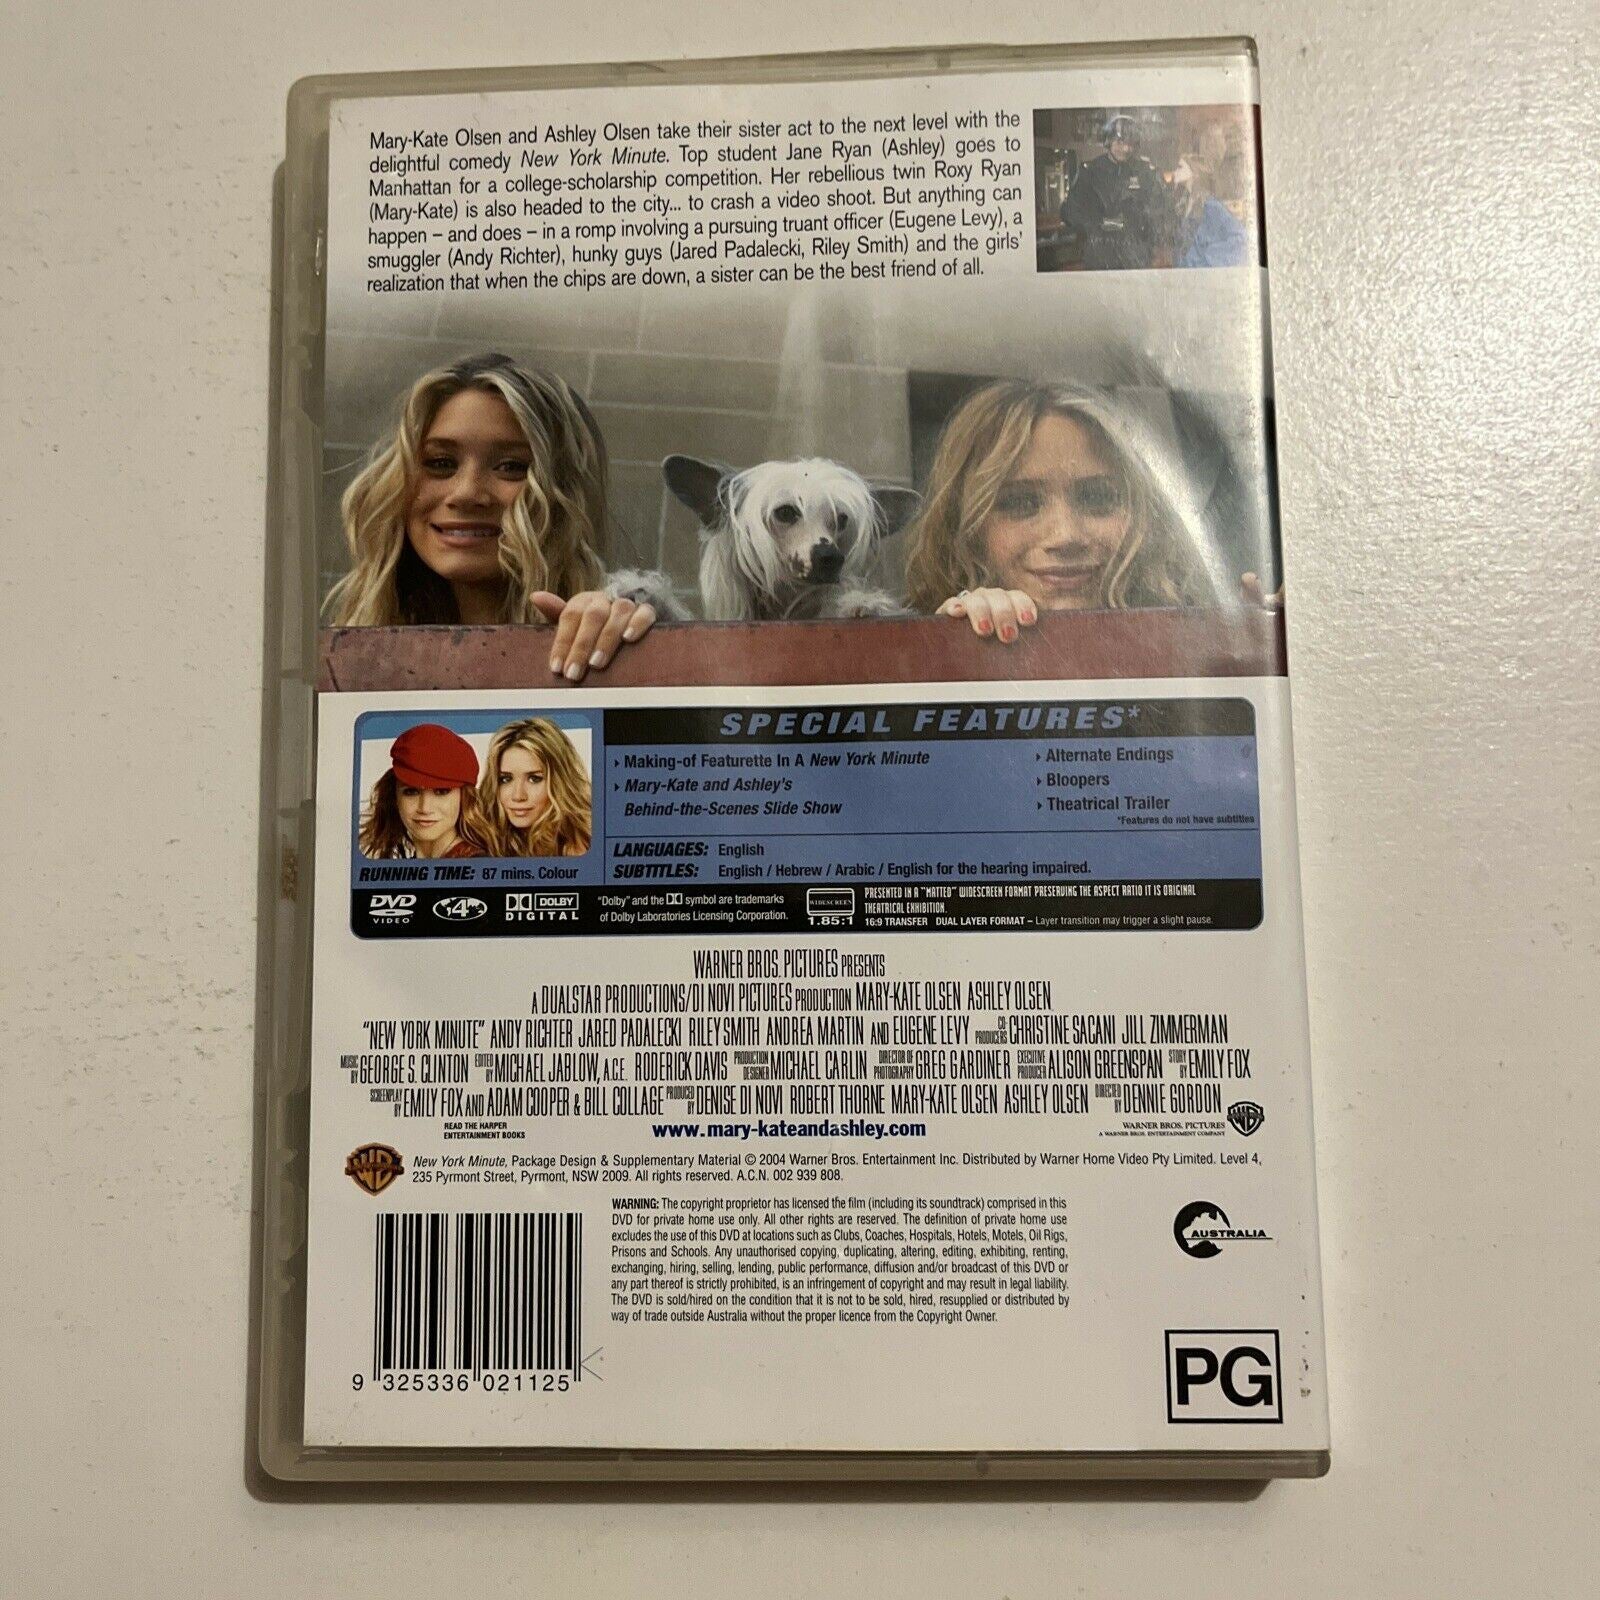 Mary-Kate Olsen and Ashley Olsen take their sister act to the next level with the
delightful comedy New York Minute. Top student Jane Ryan (Ashley) goes to
Manhattan for a college-scholarship competition. Her rebellious twin Roxy Ryan
(Mary-Kate) is also headed to the city... to crash a video shoot. But anything can
happen – and does – in a romp involving a pursuing truant officer (Eugene Levy), a
smuggler (Andy Richter), hunky guys (Jared Padalecki, Riley Smith) and the girls'
realization that when the chips are down, a sister can be the best friend of all.
SPECIAL FEATURES*
Making-of Featurette In A New York Minute
Mary-Kate and Ashley's
Behind-the-Scenes Slide Show
Alternate Endings
Bloopers
Theatrical Trailer
*Features do not have subtitles
LANGUAGES: English
SUBTITLES: English / Hebrew / Arabic / English for the hearing impaired.
RUNNING TIME: 87 mins. Colour
DVD VIDEO
4
DOLBY DIGITAL
"Dolby" and the DD symbol are trademarks
of Dolby Laboratories Licensing Corporation.
WIDESCREEN
1.85:1
PRESENTED IN A "MATTED" WIDESCREEN FORMAT PRESERVING THE ASPECT RATIO IT IS ORIGINAL
THEATRICAL EXHIBITION.
16:9 TRANSFER DUAL LAYER FORMAT – Layer transition may trigger a slight pause.
WARNER BROS. PICTURES PRESENTS
A DUALSTAR PRODUCTIONS/DI NOVI PICTURES PRODUCTION MARY-KATE OLSEN ASHLEY OLSEN
"NEW YORK MINUTE" ANDY RICHTER JARED PADALECKI RILEY SMITH ANDREA MARTIN AND EUGENE LEVY CO-PRODUCERS CHRISTINE SACANI JILL ZIMMERMAN
MUSIC BY GEORGE S. CLINTON EDITED BY MICHAEL JABLOW, A.C.E. RODERICK DAVIS PRODUCTION DESIGNER MICHAEL CARLIN DIRECTOR OF PHOTOGRAPHY GREG GARDINER EXECUTIVE PRODUCER ALISON GREENSPAN STORY BY EMILY FOX
SCREENPLAY BY EMILY FOX AND ADAM COOPER & BILL COLLAGE PRODUCED BY DENISE DI NOVI ROBERT THORNE MARY-KATE OLSEN ASHLEY OLSEN DIRECTED BY DENNIE GORDON
READ THE HARPER
ENTERTAINMENT BOOKS
www.mary-kateandashley.com
WARNER BROS. PICTURES
A WARNER BROS. ENTERTAINMENT COMPANY
WB
WB
New York Minute, Package Design & Supplementary Material © 2004 Warner Bros. Entertainment Inc. Distributed by Warner Home Video Pty Limited. Level 4,
235 Pyrmont Street, Pyrmont, NSW 2009. All rights reserved. A.C.N. 002 939 808.
WARNING: The copyright proprietor has licensed the film (including its soundtrack) comprised in this
DVD for private home use only. All other rights are reserved. The definition of private home use
excludes the use of this DVD at locations such as Clubs, Coaches, Hospitals, Hotels, Motels, Oil Rigs,
Prisons and Schools. Any unauthorised copying, duplicating, altering, editing, exhibiting, renting,
exchanging, hiring, selling, lending, public performance, diffusion and/or broadcast of this DVD or
any part thereof is strictly prohibited, is an infringement of copyright and may result in legal liability.
The DVD is sold/hired on the condition that it is not to be sold, hired, resupplied or distributed by
way of trade outside Australia without the proper licence from the Copyright Owner.
AUSTRALIA
9 325336 021125
PG